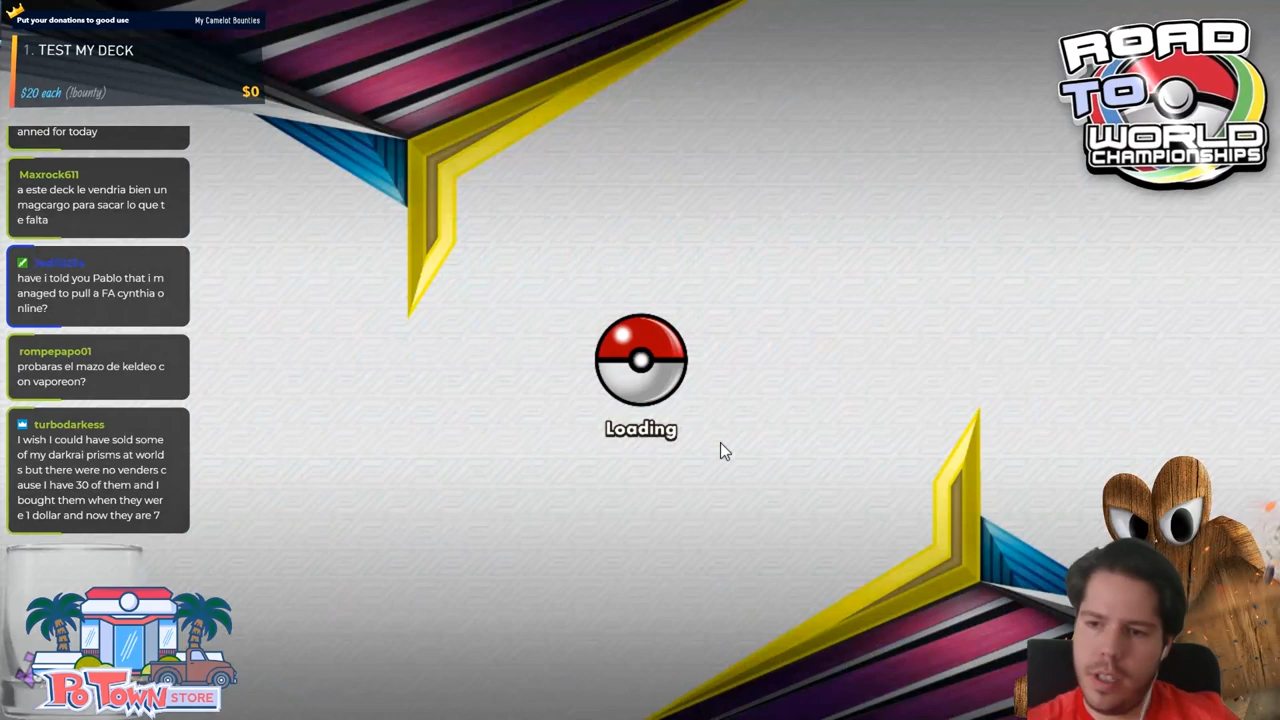 Put your donations to good use
My Camelot Bounties
1. TEST MY DECK
$20 each (!bounty)
$0
anned for today
Maxrock611
a este deck le vendria bien un
magcargo para sacar lo que t
e falta
have i told you Pablo that i m
anaged to pull a FA cynthia o
nline?
rompepapo01
probaras el mazo de keldeo c
on vaporeon?
turbodarkess
I wish I could have sold some
of my darkrai prisms at world
s but there were no venders c
ause I have 30 of them and I
bought them when they wer
e 1 dollar and now they are 7
POTOWN
STORE
Loading
ROAD
TO
WORLD
CHAMPIONSHIPS